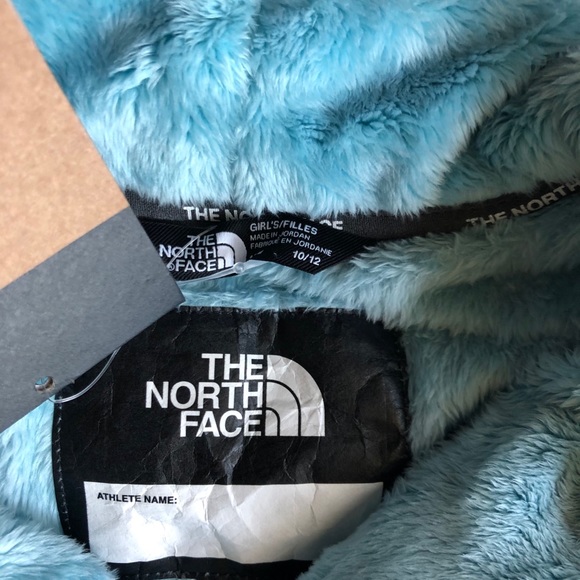 THE NORTH FACE
THE NORTH FACE
THE
NORTH
FACE
GIRL'S/FILLES
MADE IN JORDAN
FABRIQUÉ EN JORDANIE
10/12
THE
NORTH
FACE
ATHLETE NAME: